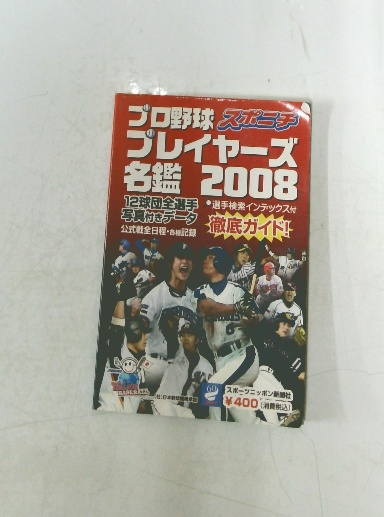 プロ野球 スポニチ
プレイヤーズ
名鑑 2008
12球団全選手
写真付きデータ
公式戦全日程・各種記録
●選手検索インデックス付
徹底ガイド!
スポーツニッポン新聞社
¥400(消費税込)